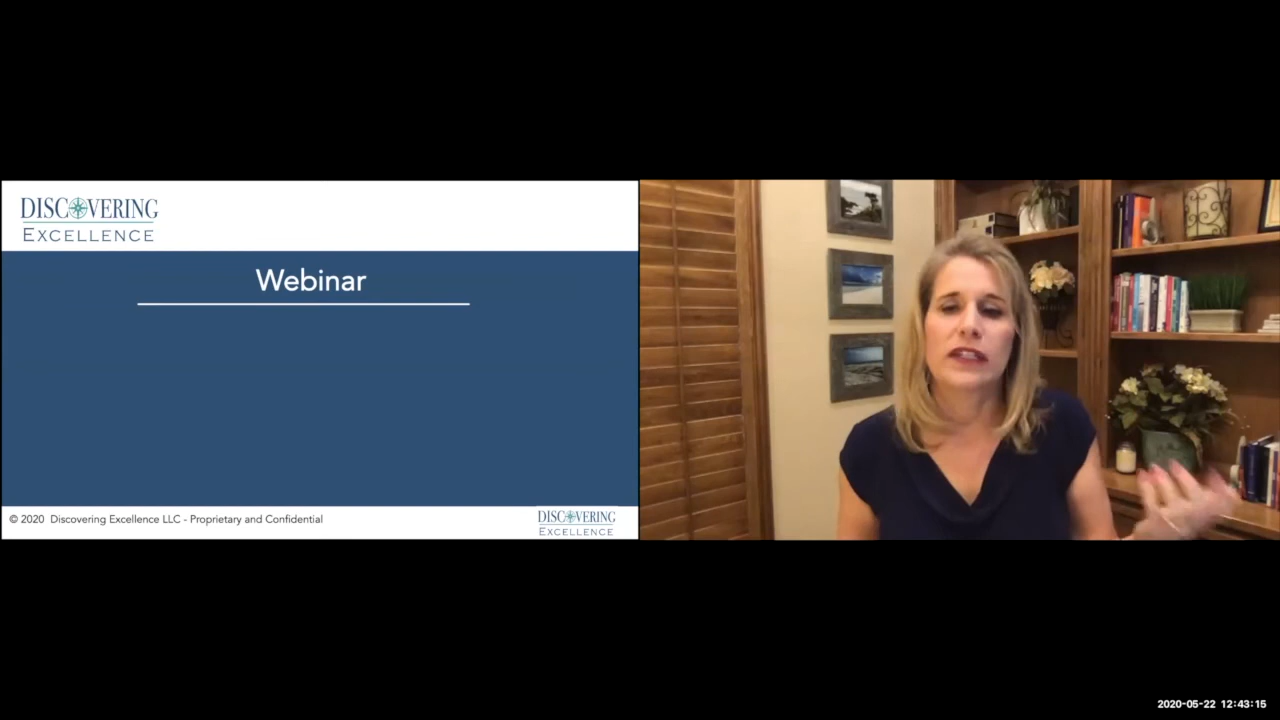 DISCOVERING
EXCELLENCE
Webinar
© 2020 Discovering Excellence LLC - Proprietary and Confidential
DISCOVERING
EXCELLENCE
2020-05-22 12:43:15